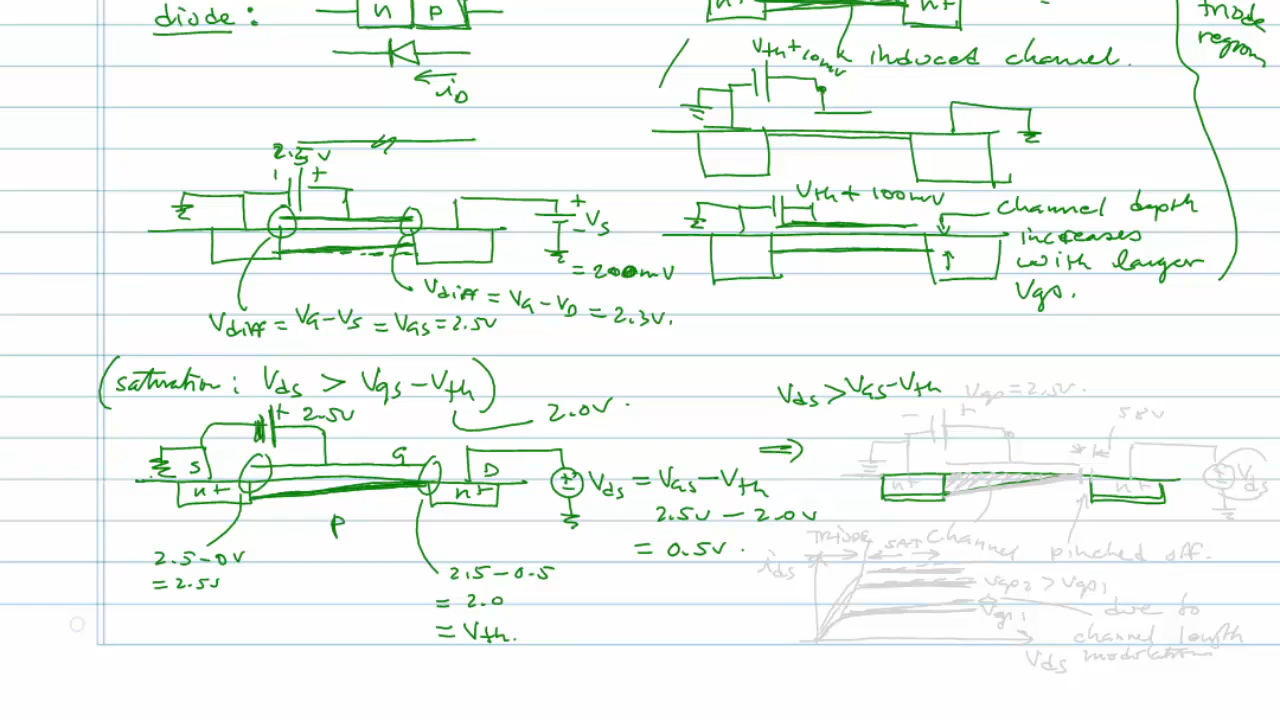 diode:
n P
n+ n+
triode
region
iD
Vth+10mV
induced channel.
2.5V
- +
+
- Vs
= 200mV
Vth + 100mV
channel depth
increases
with larger
Vgs.
Vdiff = VG-VD = 2.3V.
Vdiff = VG-VS = VGS = 2.5V
(saturation: Vds > Vgs-Vth)
2.0V.
+ 2.5V
S G D
n+ n+
P
Vds = VGS-Vth
2.5V - 2.0V
= 0.5V.
2.5-0V
= 2.5V
2.5-0.5
= 2.0
= Vth.
Vds > VGS-Vth
Vgs = 2.5V.
- +
⇒
n+ n+
Vds
Channel pinched off.
TRIODE SAT
ids
Vgs2 > Vgs1
Vgs1
due to
channel length
modulation
Vds